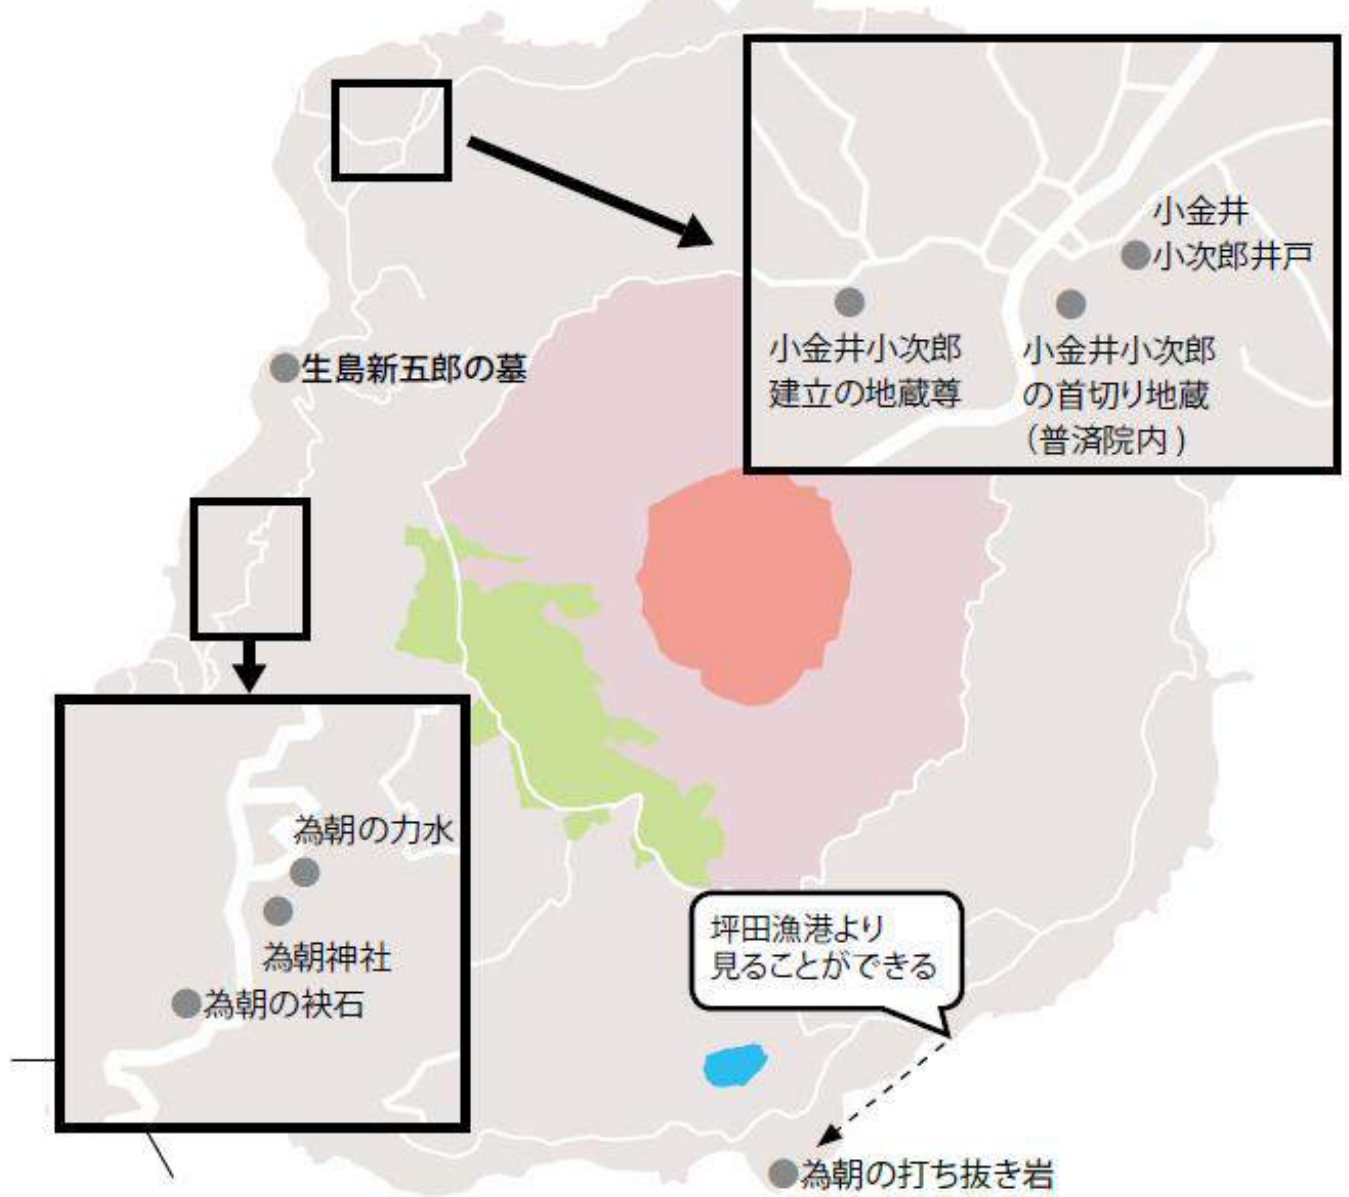 小金井
小次郎井戸
小金井小次郎
建立の地蔵尊
小金井小次郎
の首切り地蔵
(普済院内)
生島新五郎の墓
為朝の力水
為朝神社
為朝の袂石
坪田漁港より
見ることができる
為朝の打ち抜き岩